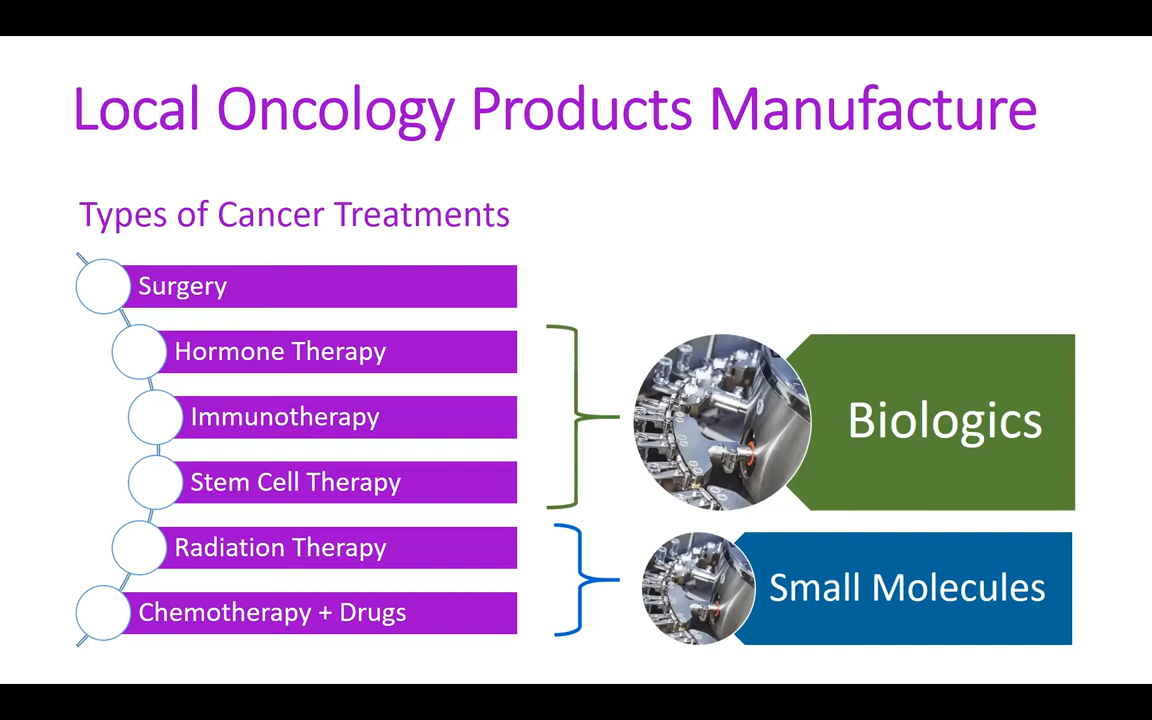 Local Oncology Products Manufacture
Types of Cancer Treatments
Surgery
Hormone Therapy
Immunotherapy
Stem Cell Therapy
Radiation Therapy
Chemotherapy + Drugs
Biologics
Small Molecules